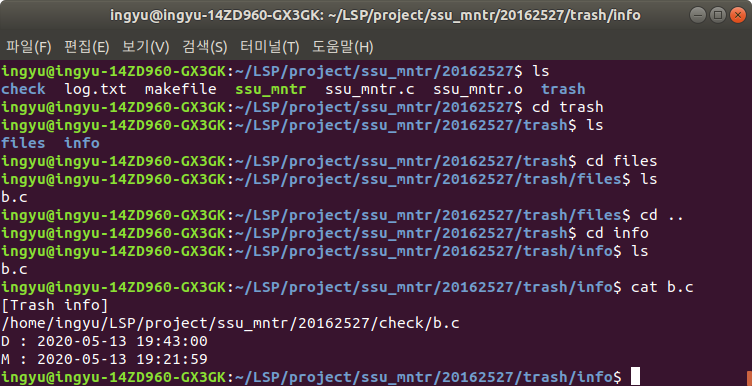 ingyu@ingyu-14ZD960-GX3GK: ~/LSP/project/ssu_mntr/20162527/trash/info
파일(F) 편집(E) 보기(V) 검색(S) 터미널(T) 도움말(H)
ingyu@ingyu-14ZD960-GX3GK:~/LSP/project/ssu_mntr/20162527$ ls
check  log.txt  makefile  ssu_mntr  ssu_mntr.c  ssu_mntr.o  trash
ingyu@ingyu-14ZD960-GX3GK:~/LSP/project/ssu_mntr/20162527$ cd trash
ingyu@ingyu-14ZD960-GX3GK:~/LSP/project/ssu_mntr/20162527/trash$ ls
files  info
ingyu@ingyu-14ZD960-GX3GK:~/LSP/project/ssu_mntr/20162527/trash$ cd files
ingyu@ingyu-14ZD960-GX3GK:~/LSP/project/ssu_mntr/20162527/trash/files$ ls
b.c
ingyu@ingyu-14ZD960-GX3GK:~/LSP/project/ssu_mntr/20162527/trash/files$ cd ..
ingyu@ingyu-14ZD960-GX3GK:~/LSP/project/ssu_mntr/20162527/trash$ cd info
ingyu@ingyu-14ZD960-GX3GK:~/LSP/project/ssu_mntr/20162527/trash/info$ ls
b.c
ingyu@ingyu-14ZD960-GX3GK:~/LSP/project/ssu_mntr/20162527/trash/info$ cat b.c
[Trash info]
/home/ingyu/LSP/project/ssu_mntr/20162527/check/b.c
D : 2020-05-13 19:43:00
M : 2020-05-13 19:21:59
ingyu@ingyu-14ZD960-GX3GK:~/LSP/project/ssu_mntr/20162527/trash/info$